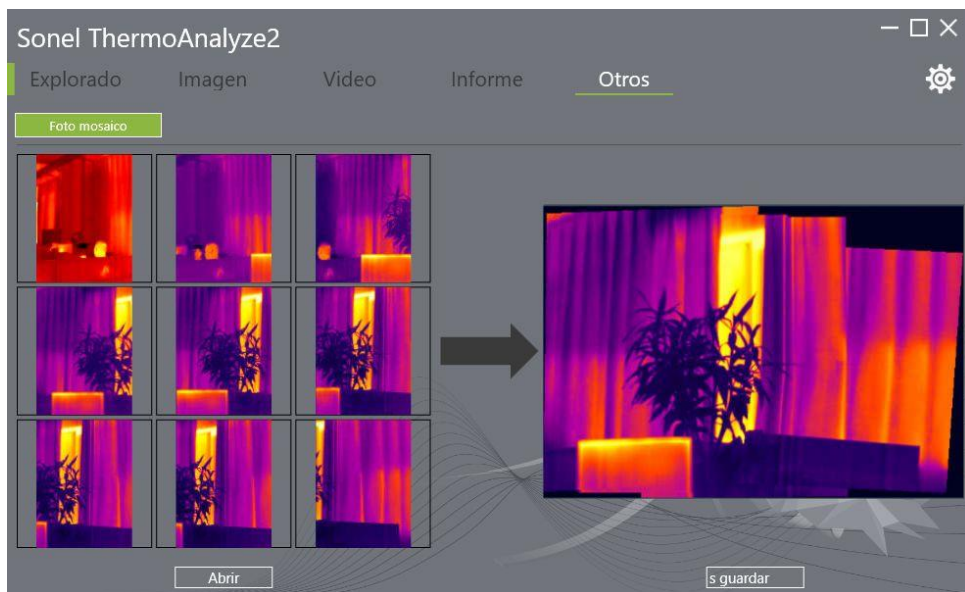 Sonel ThermoAnalyze2
Explorado Imagen Video Informe Otros
Foto mosaico
Abrir
s guardar